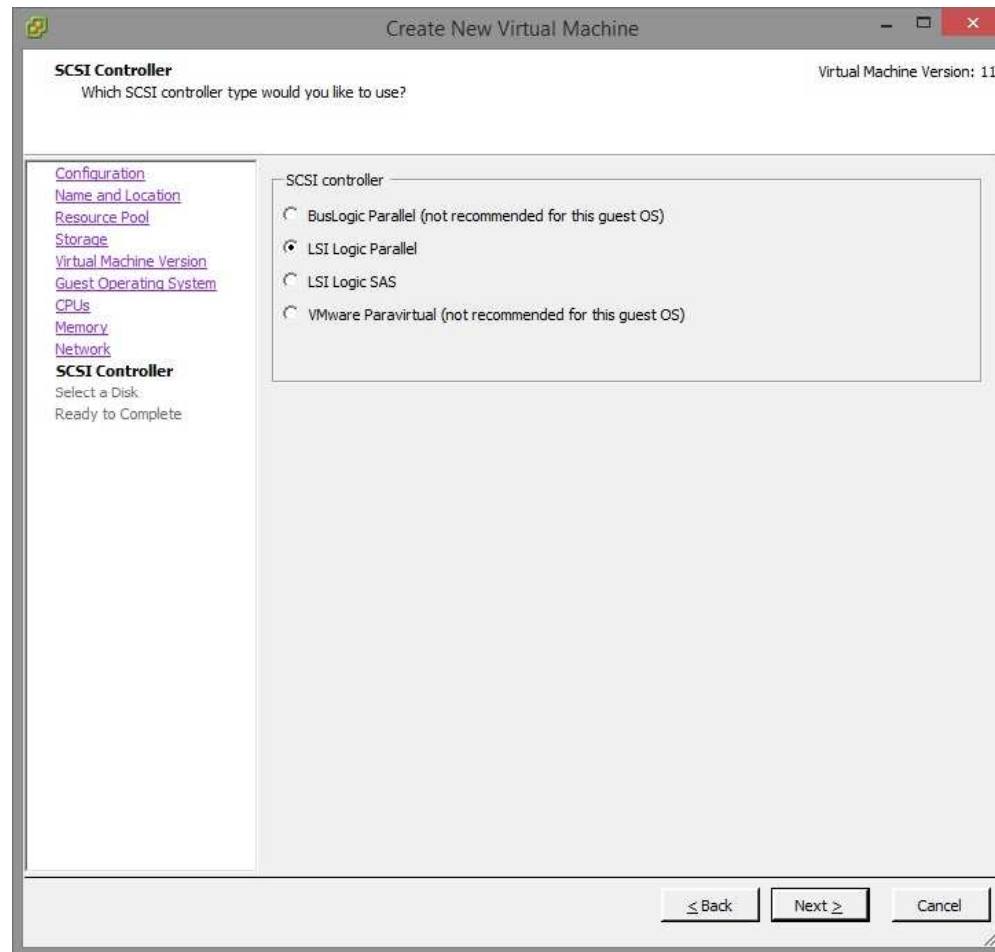 Create New Virtual Machine
SCSI Controller
Virtual Machine Version: 11
Which SCSI controller type would you like to use?
Configuration
Name and Location
Resource Pool
Storage
Virtual Machine Version
Guest Operating System
CPUs
Memory
Network
SCSI Controller
Select a Disk
Ready to Complete
SCSI controller
BusLogic Parallel (not recommended for this guest OS)
LSI Logic Parallel
LSI Logic SAS
VMware Paravirtual (not recommended for this guest OS)
< Back
Next >
Cancel